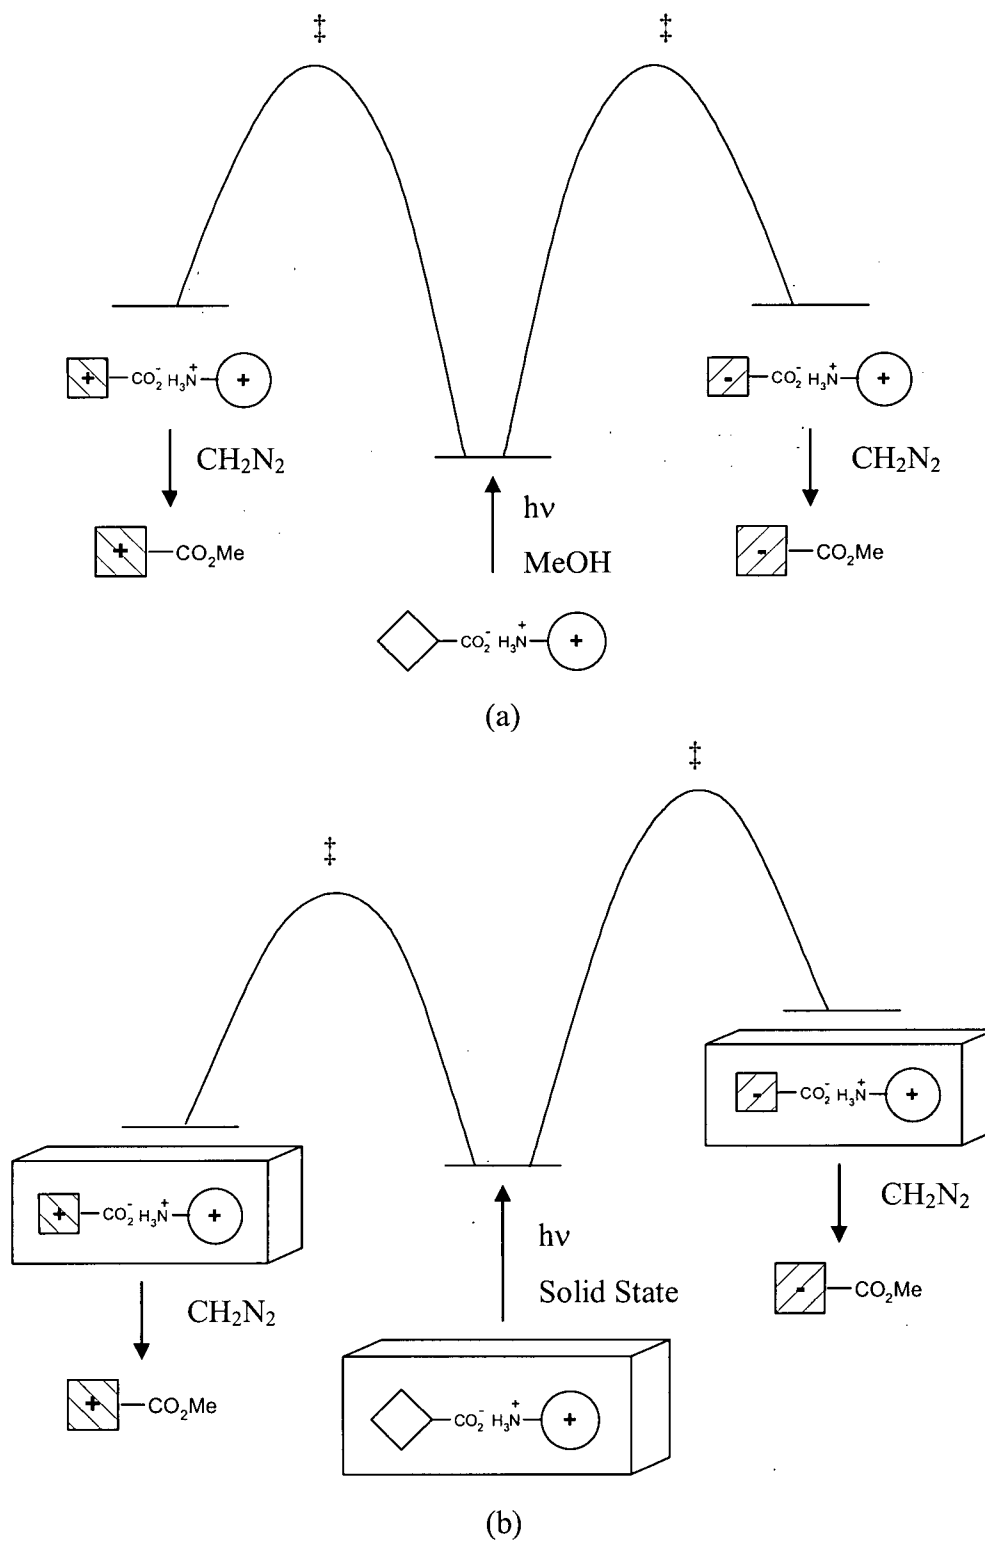 ‡ ‡
+ CO₂⁻ H₃N⁺ + - CO₂⁻ H₃N⁺ +
CH₂N₂ CH₂N₂
hν
+ CO₂Me - CO₂Me
MeOH
CO₂⁻ H₃N⁺ +
(a)
‡
‡
- CO₂⁻ H₃N⁺ +
+ CO₂⁻ H₃N⁺ +
CH₂N₂
hν
Solid State
- CO₂Me
CH₂N₂
+ CO₂Me
CO₂⁻ H₃N⁺ +
(b)